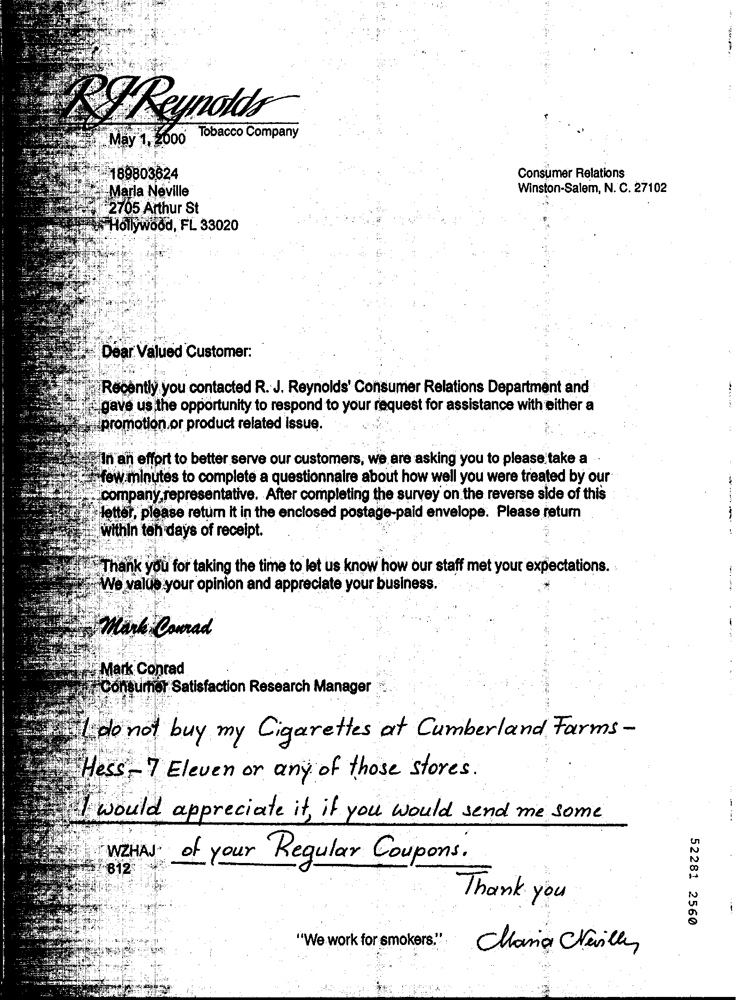 RJReynolds
Tobacco Company
May 1, 2000
189803624
Maria Neville
2705 Arthur St
Hollywood, FL 33020
Consumer Relations
Winston-Salem, N. C. 27102
Dear Valued Customer:
Recently you contacted R. J. Reynolds' Consumer Relations Department and
gave us the opportunity to respond to your request for assistance with either a
promotion or product related issue.
In an effort to better serve our customers, we are asking you to please take a
few minutes to complete a questionnaire about how well you were treated by our
company representative. After completing the survey on the reverse side of this
letter, please return it in the enclosed postage-paid envelope. Please return
within ten days of receipt.
Thank you for taking the time to let us know how our staff met your expectations.
We value your opinion and appreciate your business.
Mark Conrad
Mark Conrad
Consumer Satisfaction Research Manager
I do not buy my Cigarettes at Cumberland Farms -
Hess - 7 Eleven or any of those stores.
I would appreciate it, if you would send me some
of your Regular Coupons.
WZHAJ
812
Thank you
"We work for smokers."
Maria Neville
52281 2560